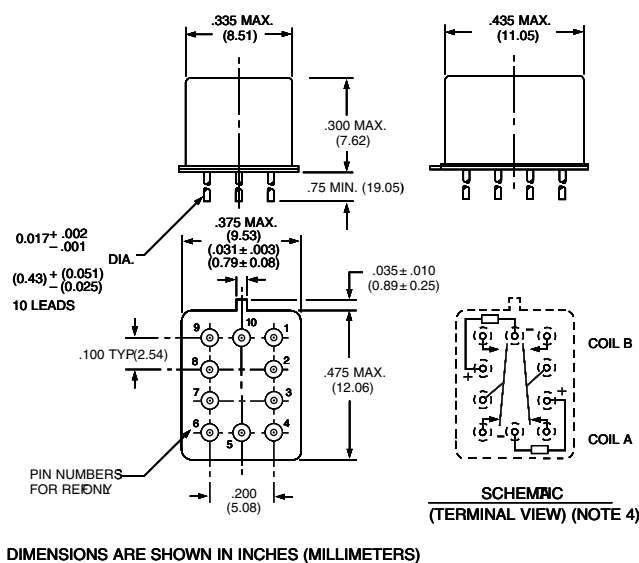 .335 MAX.
(8.51)
.435 MAX.
(11.05)
.300 MAX.
(7.62)
.75 MIN. (19.05)
0.017 + .002
– .001
DIA.
(0.43) + (0.051)
– (0.025)
10 LEADS
.375 MAX.
(9.53)
(.031± .003)
(0.79± 0.08)
.035± .010
(0.89± 0.25)
9
10
1
.100 TYP(2.54)
8
2
7
3
6
5
4
.475 MAX.
(12.06)
PIN NUMBERS
FOR REF ONLY.
.200
(5.08)
COIL B
+
–
+
–
COIL A
SCHEMATIC
(TERMINAL VIEW) (NOTE 4)
DIMENSIONS ARE SHOWN IN INCHES (MILLIMETERS)